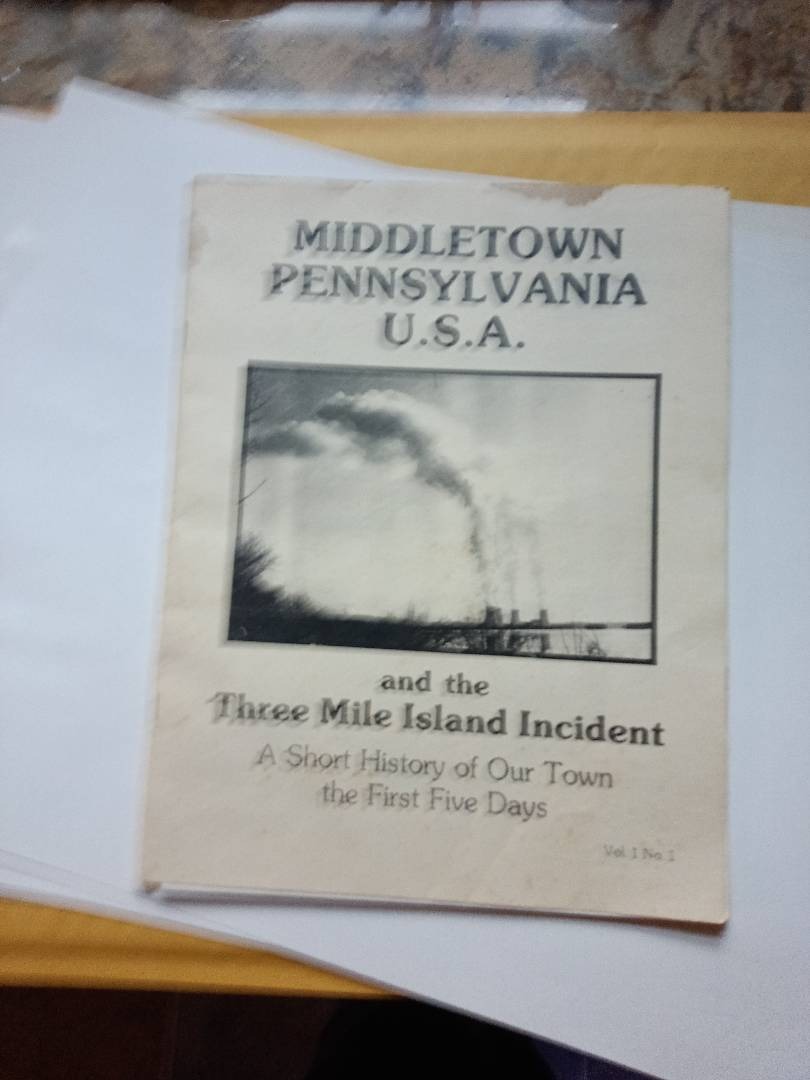 MIDDLETOWN
PENNSYLVANIA
U.S.A.
and the
Three Mile Island Incident
A Short History of Our Town
the First Five Days
Vol. 1 No. 1